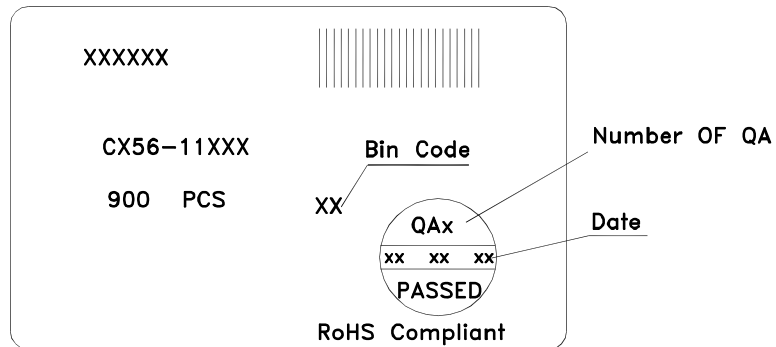 XXXXXX
CX56-11XXX
900 PCS
Bin Code
XX
Number OF QA
QAx
Date
xx xx xx
PASSED
RoHS Compliant